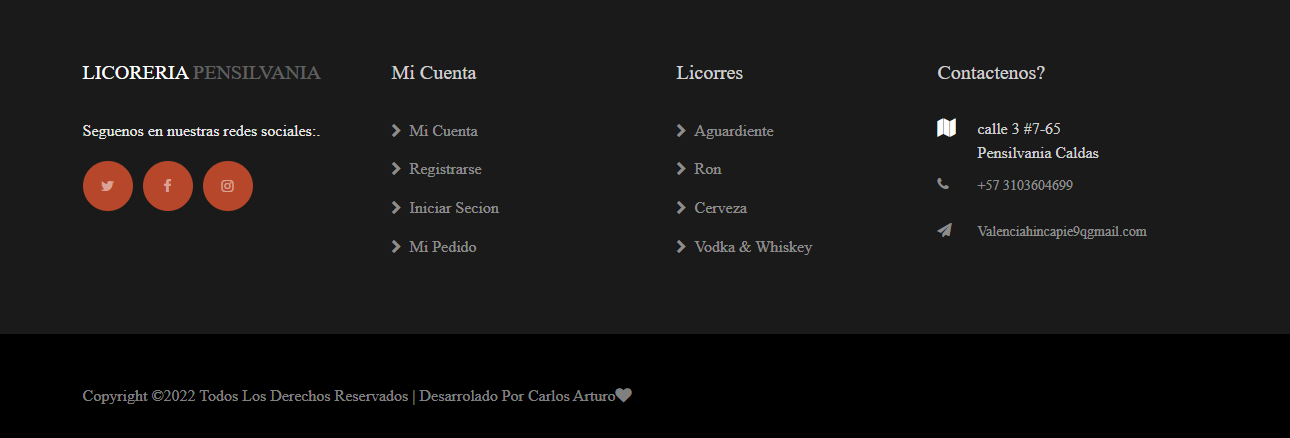 LICORERIA PENSILVANIA
Seguenos en nuestras redes sociales:.
Mi Cuenta
Mi Cuenta
Registrarse
Iniciar Secion
Mi Pedido
Licorres
Aguardiente
Ron
Cerveza
Vodka & Whiskey
Contactenos?
calle 3 #7-65
Pensilvania Caldas
+57 3103604699
Valenciahincapie9qgmail.com
Copyright ©2022 Todos Los Derechos Reservados | Desarrolado Por Carlos Arturo